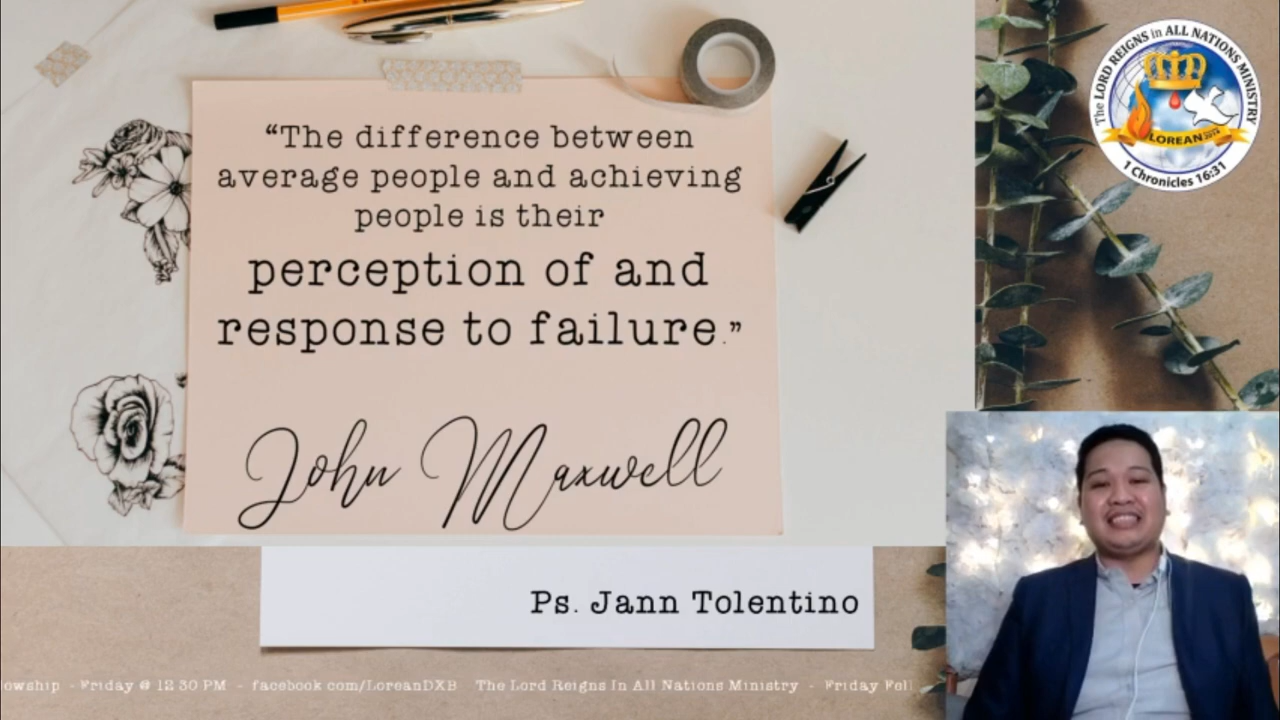 “The difference between
average people and achieving
people is their
perception of and
response to failure.”
John Maxwell
The LORD REIGNS in ALL NATIONS MINISTRY
LOREAN 2014
1 Chronicles 16:31
Ps. Jann Tolentino
lowship - Friday @ 12 30 PM - facebook com/LoreanDXB The Lord Reigns In All Nations Ministry - Friday Fell